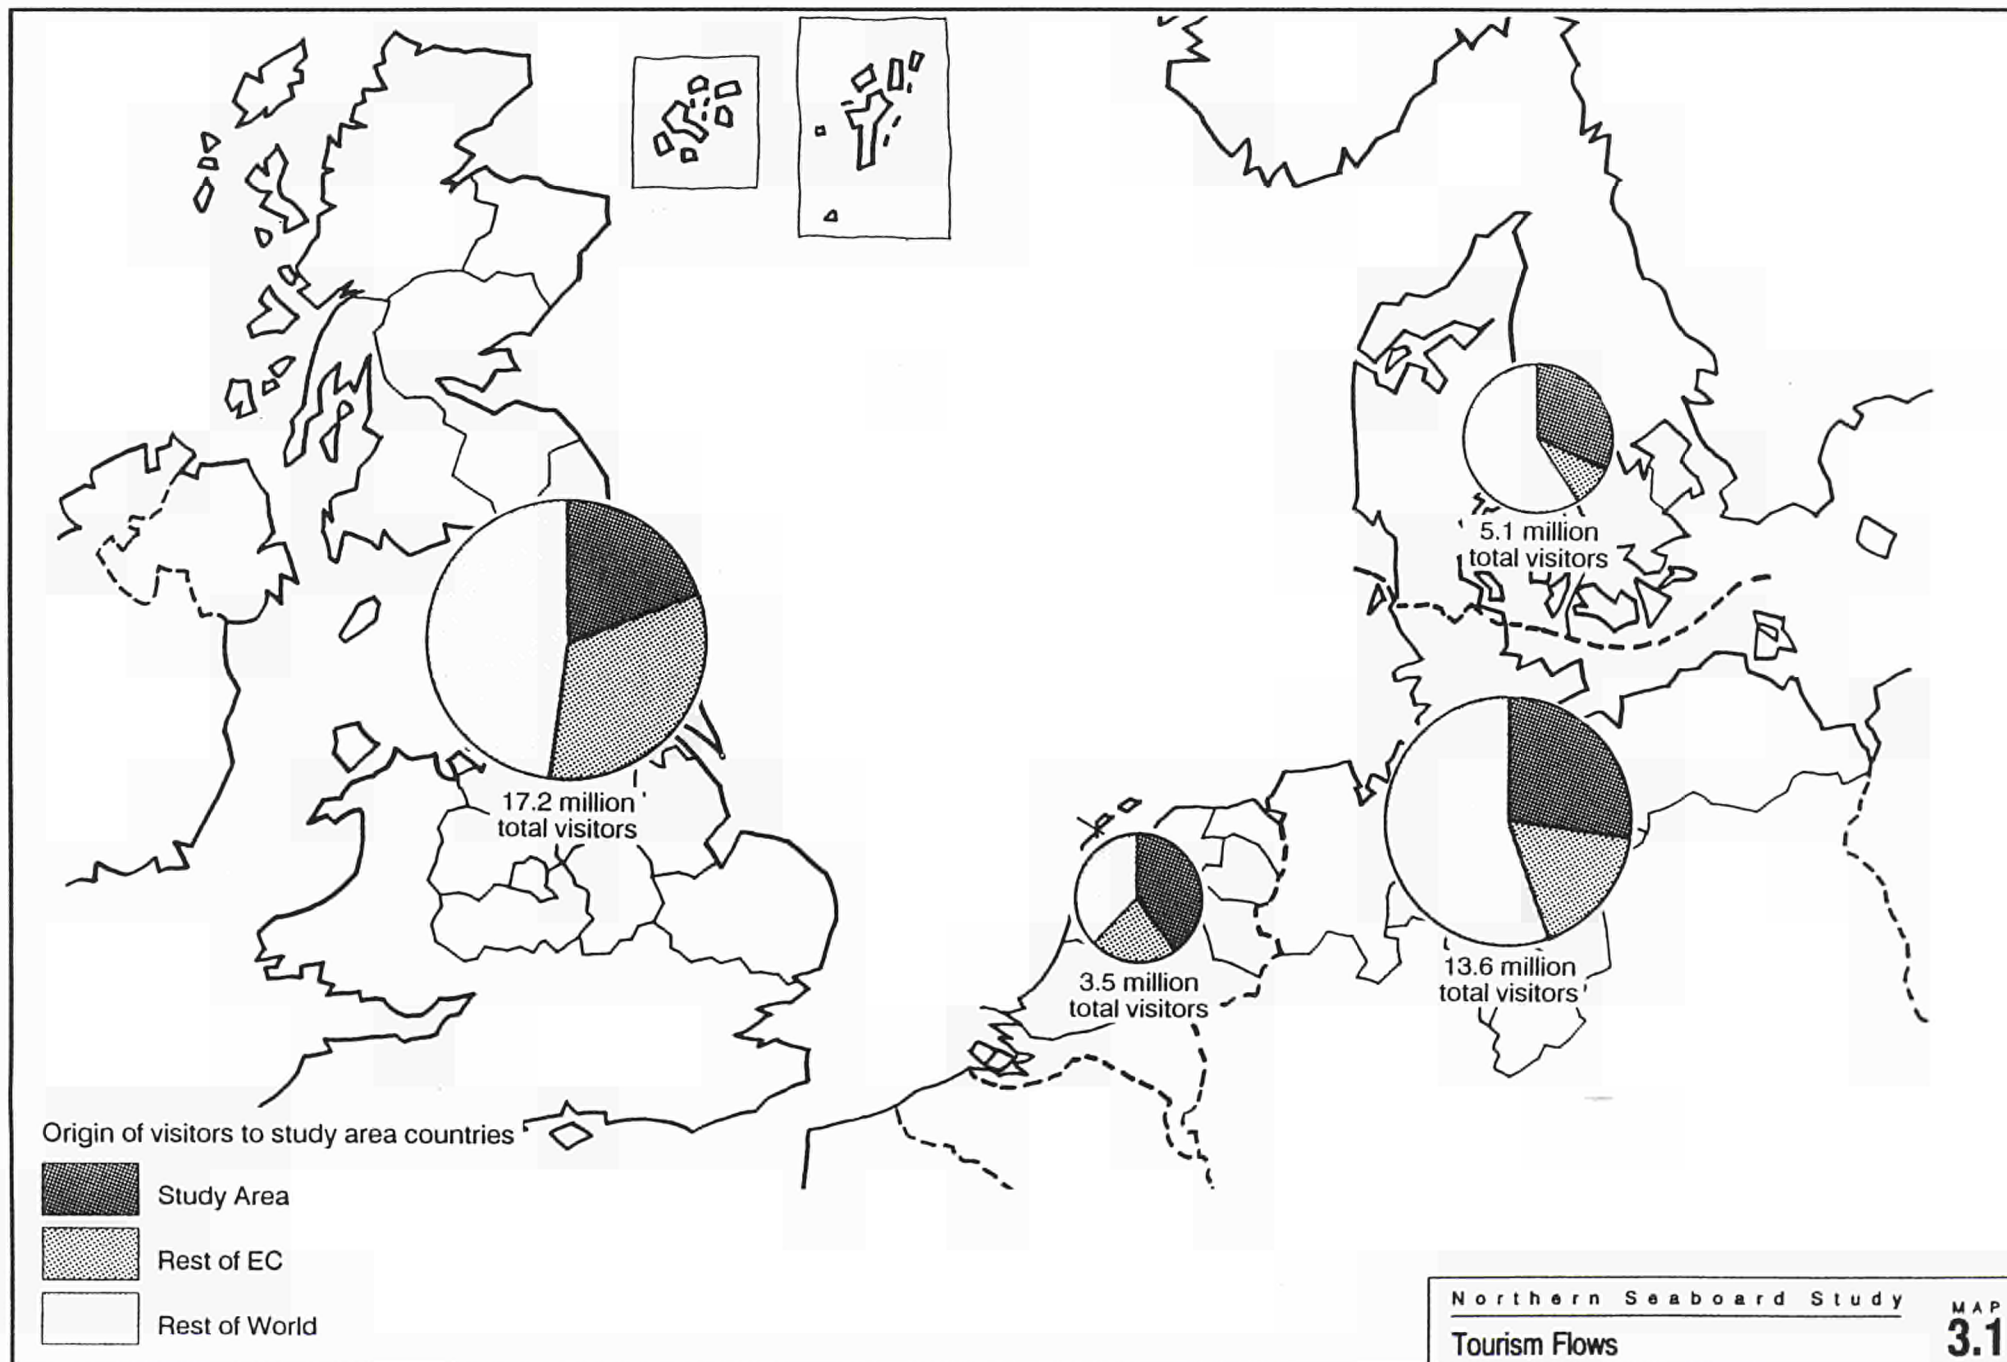 5.1 million
total visitors
17.2 million
total visitors
13.6 million
total visitors
3.5 million
total visitors
Origin of visitors to study area countries
Study Area
Rest of EC
Rest of World
Northern Seaboard Study
Tourism Flows
MAP
3.1